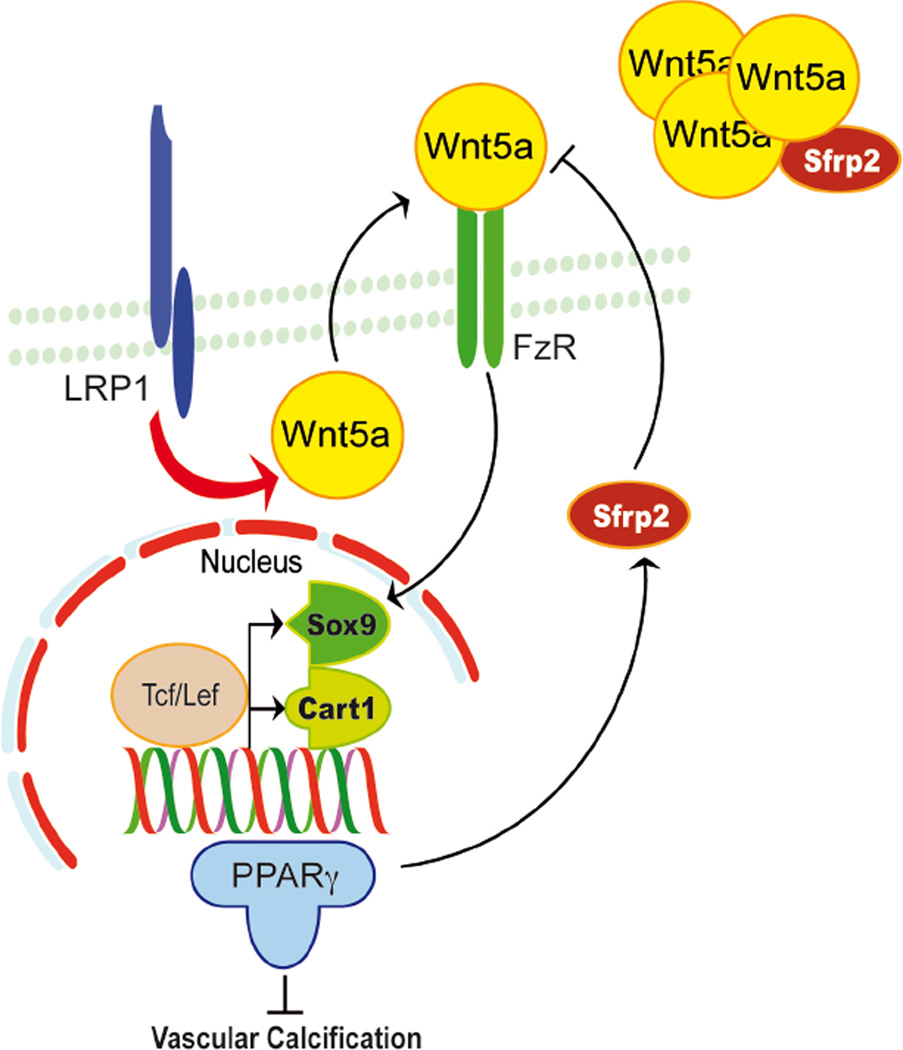 Wnt5a
Wnt5a
Wnt5a
Sfrp2
Wnt5a
FzR
LRP1
Wnt5a
Sfrp2
Nucleus
Sox9
Tcf/Lef
Cart1
PPARγ
Vascular Calcification